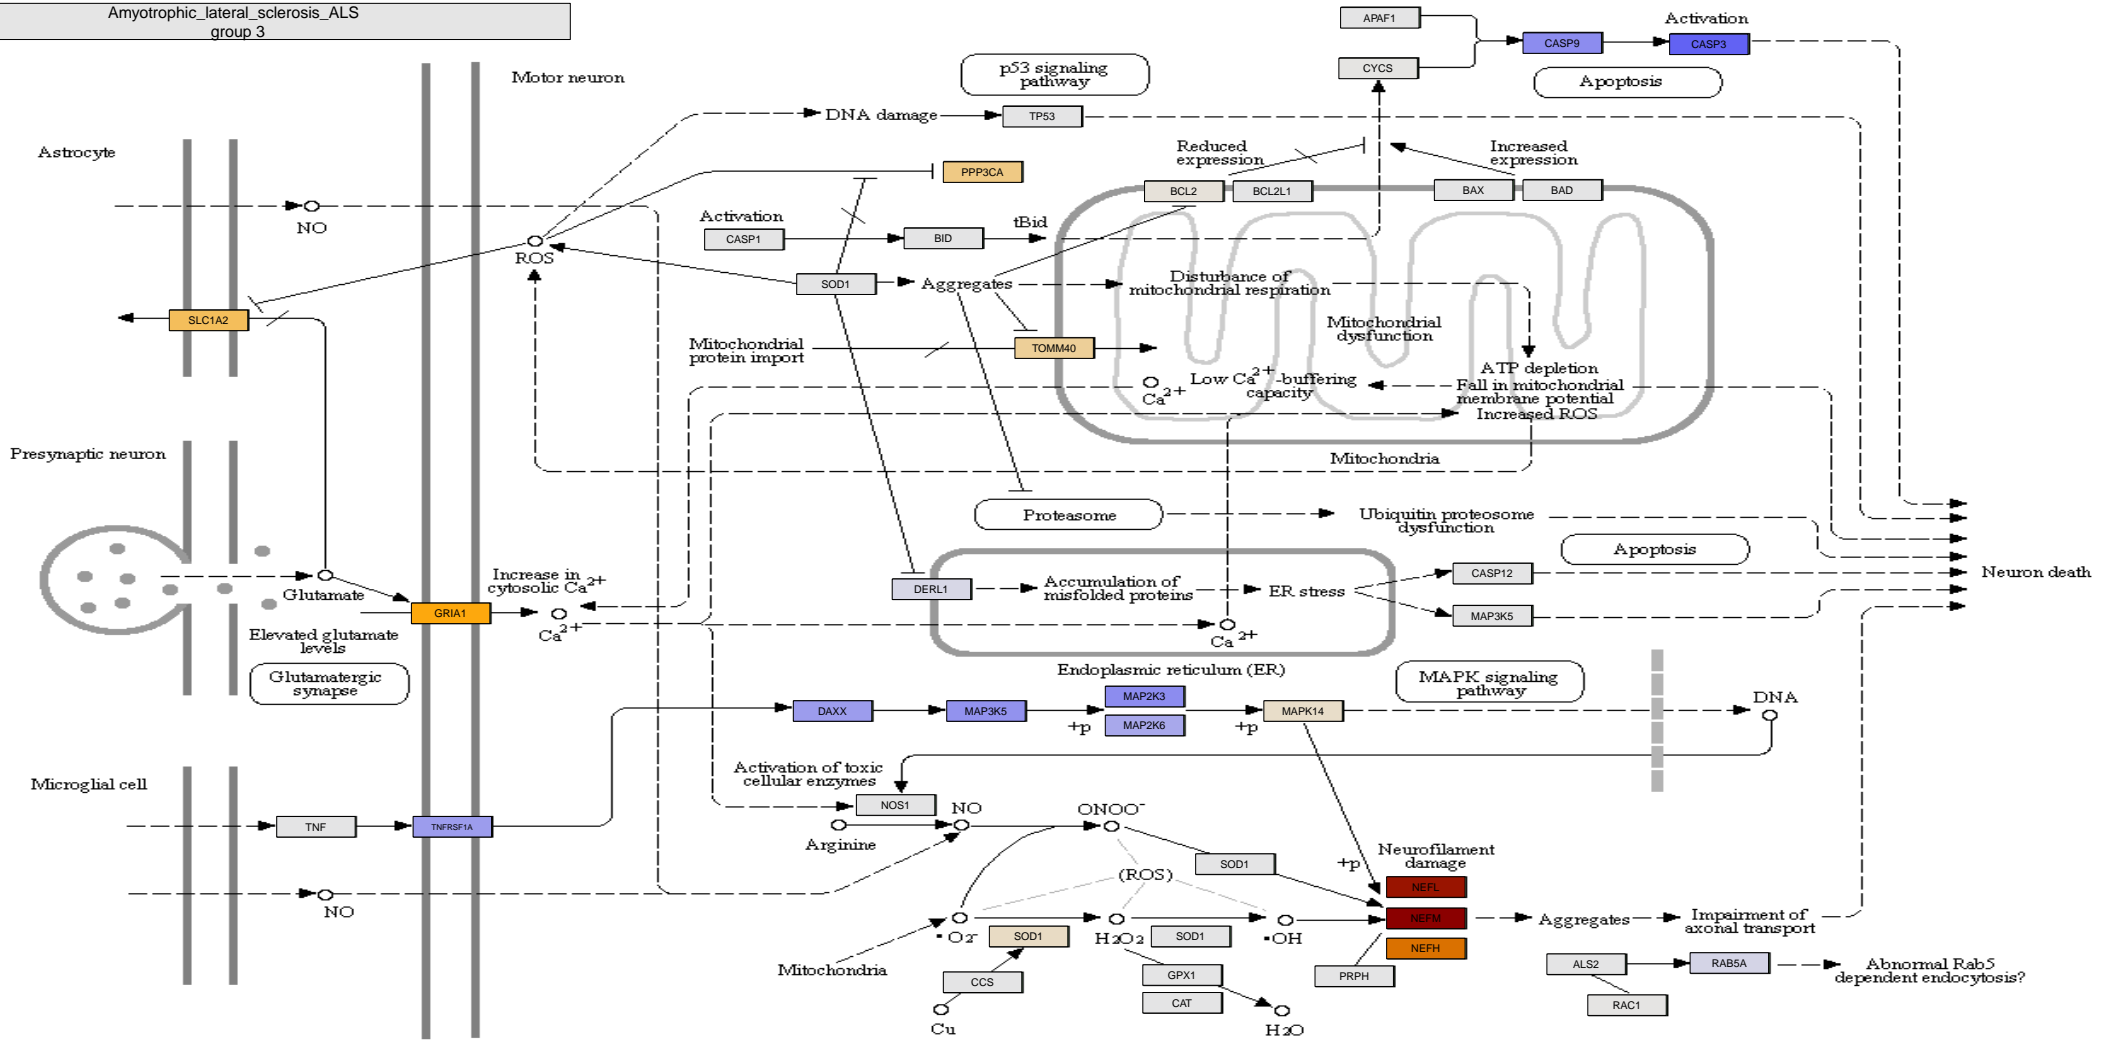 Amyotrophic_lateral_sclerosis_ALS
group 3
APAF1
Activation
CASP9
CASP3
CYCS
Apoptosis
Motor neuron
p53 signaling
pathway
DNA damage
TP53
Astrocyte
Reduced
expression
Increased
expression
PPP3CA
BCL2
BCL2L1
BAX
BAD
NO
Activation
CASP1
BID
tBid
ROS
SOD1
Aggregates
Disturbance of
mitochondrial respiration
SLC1A2
Mitochondrial
dysfunction
Mitochondrial
protein import
TOMM40
ATP depletion
Ca2+
Low Ca2+-buffering
capacity
Fall in mitochondrial
membrane potential
Increased ROS
Presynaptic neuron
Mitochondria
Proteasome
Ubiquitin proteosome
dysfunction
Apoptosis
Glutamate
Increase in
cytosolic Ca2+
DERL1
Accumulation of
misfolded proteins
ER stress
CASP12
Neuron death
GRIA1
Ca2+
MAP3K5
Elevated glutamate
levels
Ca2+
Glutamatergic
synapse
Endoplasmic reticulum (ER)
MAPK signaling
pathway
DNA
DAXX
MAP3K5
MAP2K3
MAP2K6
MAPK14
+p
+p
Microglial cell
Activation of toxic
cellular enzymes
NOS1
NO
ONOO-
TNF
TNFRSF1A
Arginine
SOD1
+p
Neurofilament
damage
(ROS)
NEFL
NO
NEFM
Aggregates
Impairment of
axonal transport
•O2-
SOD1
H2O2
SOD1
•OH
NEFH
Mitochondria
CCS
GPX1
PRPH
ALS2
RAB5A
Abnormal Rab5
dependent endocytosis?
CAT
RAC1
Cu
H2O